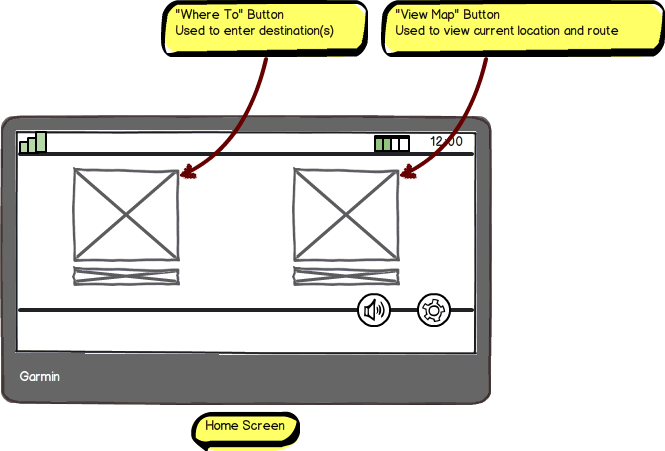 "Where To" Button
Used to enter destination(s)
"View Map" Button
Used to view current location and route
12:00
Garmin
Home Screen